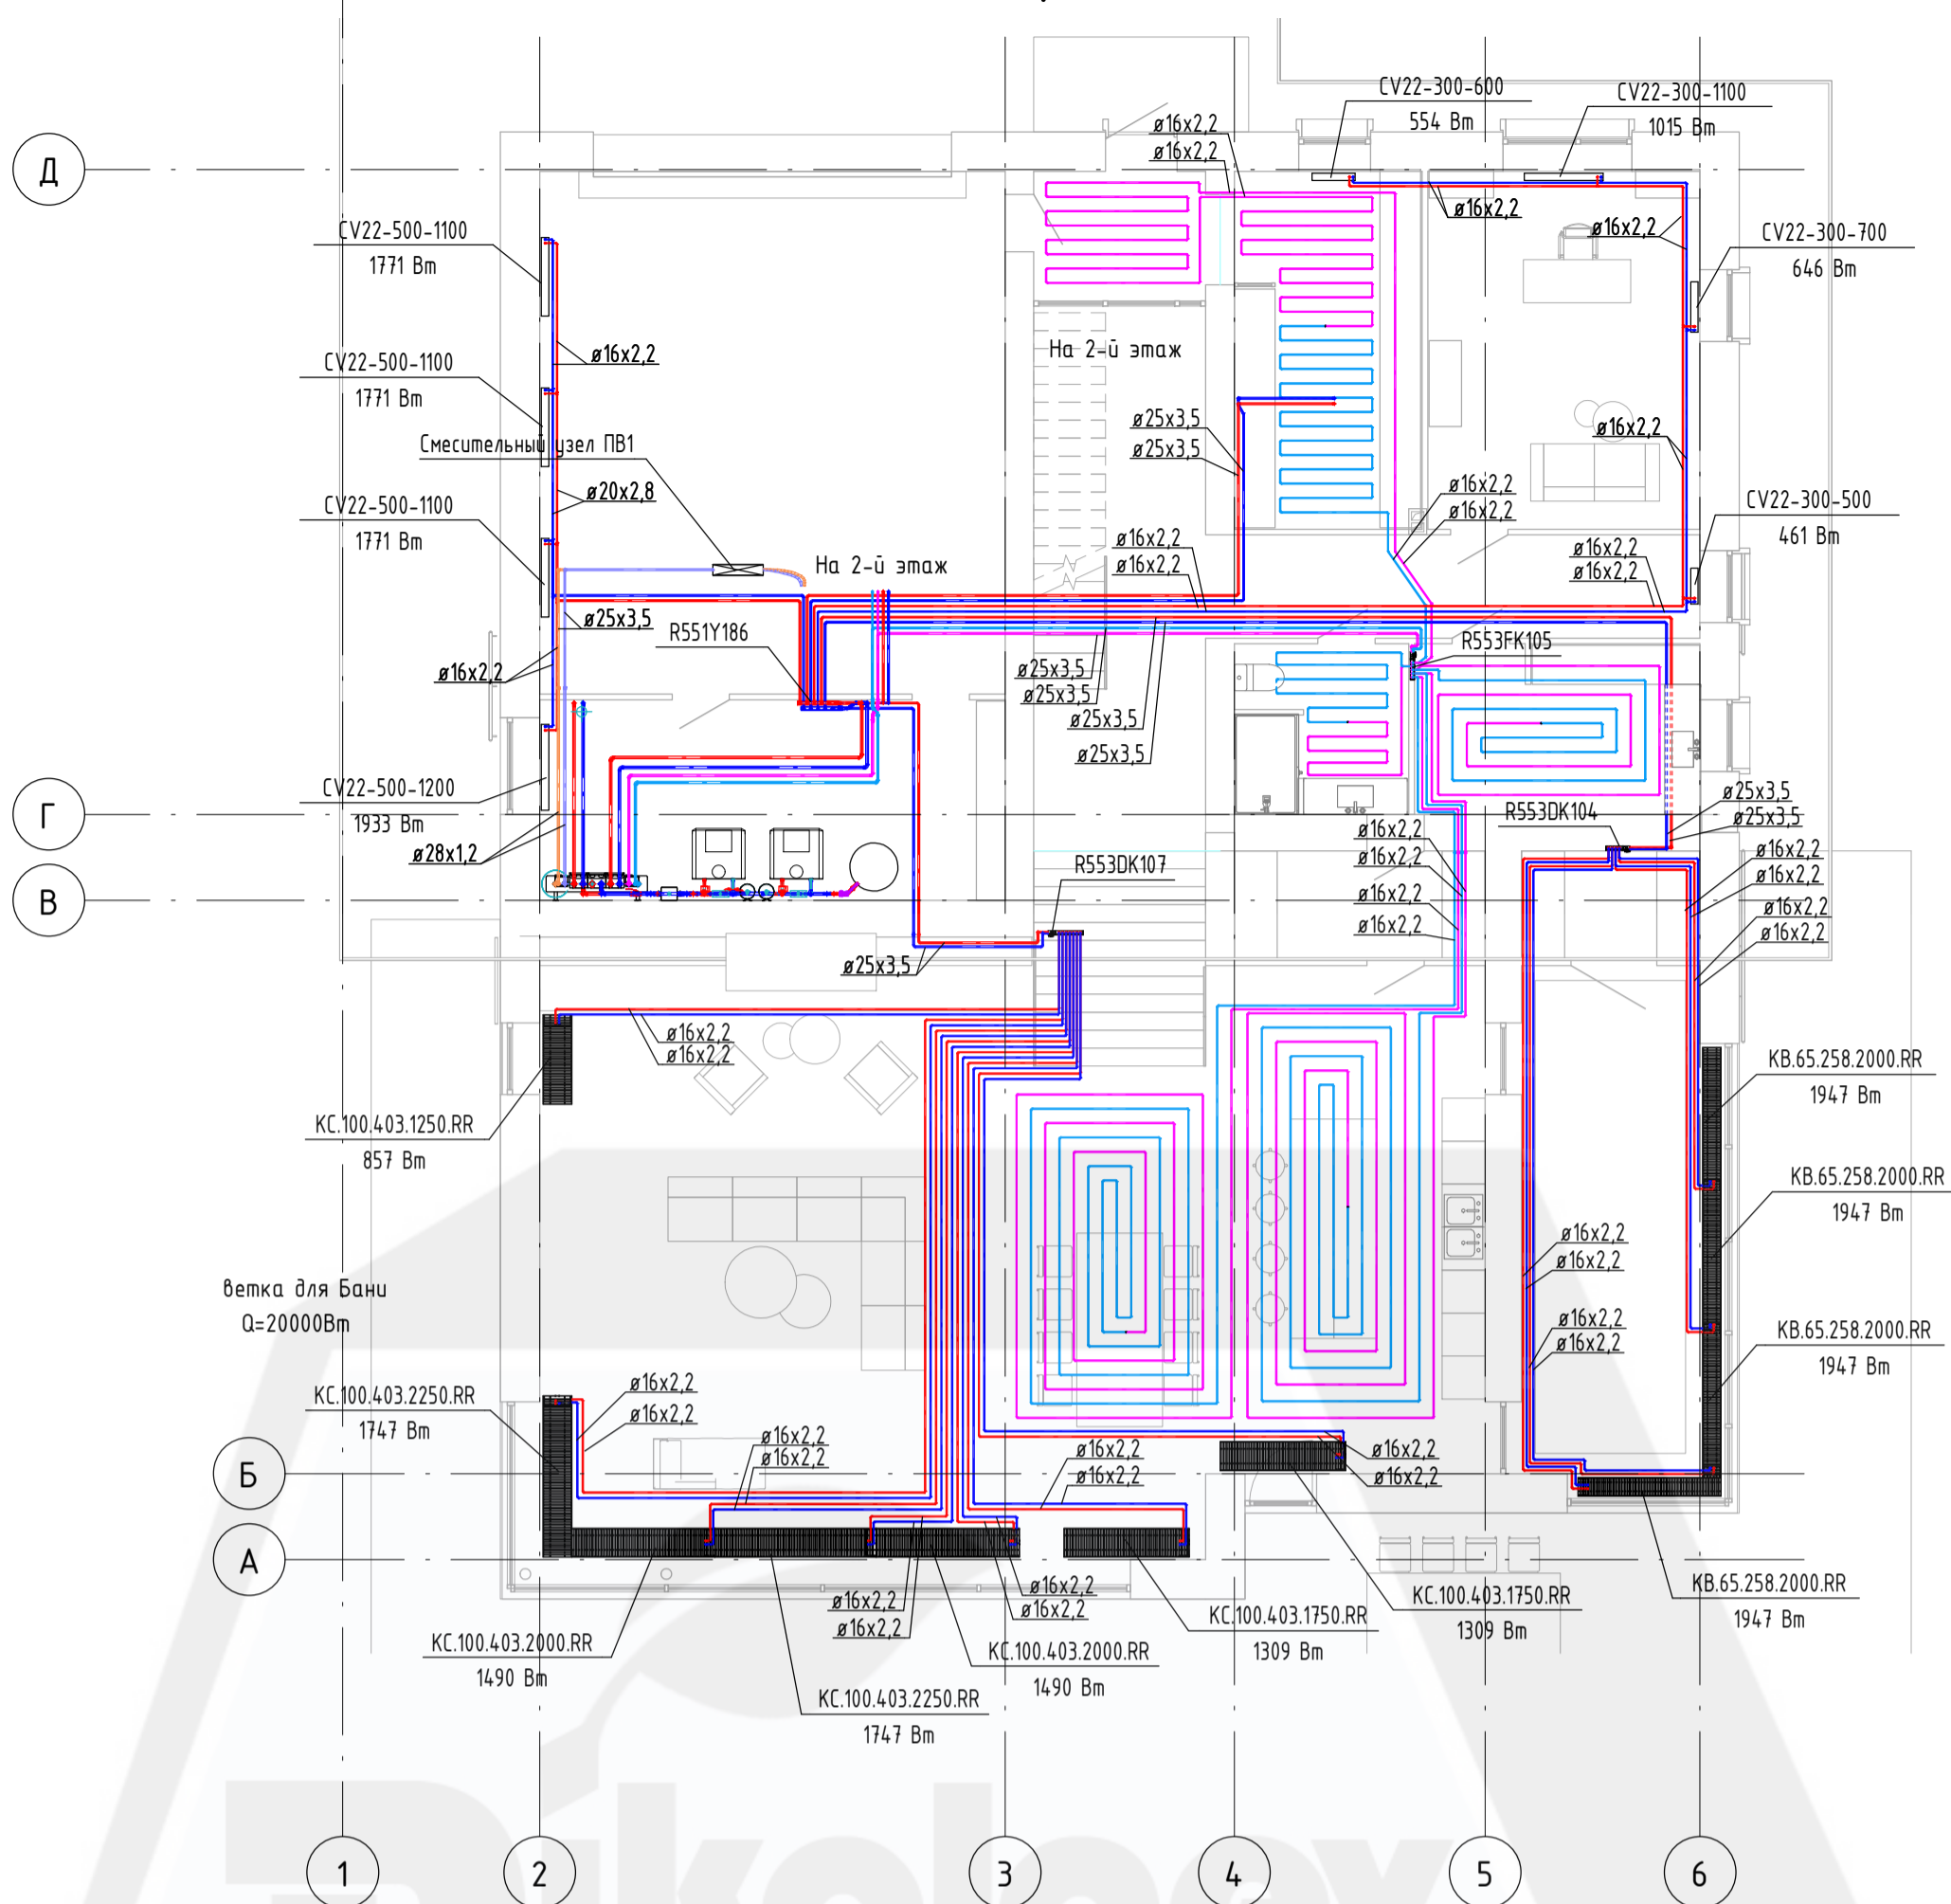 CV22-300-600
554 Вт
CV22-300-1100
1015 Вт
ø16x2,2
ø16x2,2
Д
ø16x2,2
ø16x2,2
CV22-500-1100
1771 Вт
CV22-300-700
646 Вт
ø16x2,2
На 2-й этаж
CV22-500-1100
1771 Вт
ø25x3,5
ø25x3,5
ø16x2,2
Смесительный узел ПВ1
ø20x2,8
ø16x2,2
ø16x2,2
CV22-500-1100
1771 Вт
CV22-300-500
461 Вт
На 2-й этаж
ø16x2,2
ø16x2,2
ø16x2,2
ø16x2,2
ø25x3,5
R551Y186
R553FK105
ø16x2,2
ø25x3,5
ø25x3,5
ø25x3,5
ø25x3,5
CV22-500-1200
1933 Вт
Г
ø28x1,2
ø25x3,5
ø25x3,5
R553DK104
ø16x2,2
ø16x2,2
ø16x2,2
ø16x2,2
R553DK107
ø16x2,2
ø16x2,2
ø16x2,2
ø16x2,2
В
ø25x3,5
ø16x2,2
ø16x2,2
KC.100.403.1250.RR
857 Вт
KB.65.258.2000.RR
1947 Вт
KB.65.258.2000.RR
1947 Вт
ø16x2,2
ø16x2,2
ветка для Бани
Q=20000Вт
ø16x2,2
ø16x2,2
KB.65.258.2000.RR
1947 Вт
KC.100.403.2250.RR
1747 Вт
ø16x2,2
ø16x2,2
ø16x2,2
ø16x2,2
ø16x2,2
ø16x2,2
ø16x2,2
ø16x2,2
Б
А
ø16x2,2
ø16x2,2
ø16x2,2
ø16x2,2
KC.100.403.2000.RR
1490 Вт
KC.100.403.2250.RR
1747 Вт
KC.100.403.2000.RR
1490 Вт
KC.100.403.1750.RR
1309 Вт
KC.100.403.1750.RR
1309 Вт
KB.65.258.2000.RR
1947 Вт
1
2
3
4
5
6